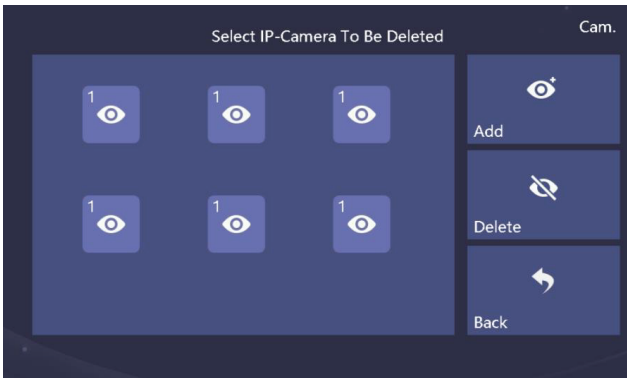 Cam.
Select IP-Camera To Be Deleted
1 1 1
Add
1 1 1
Delete
Back